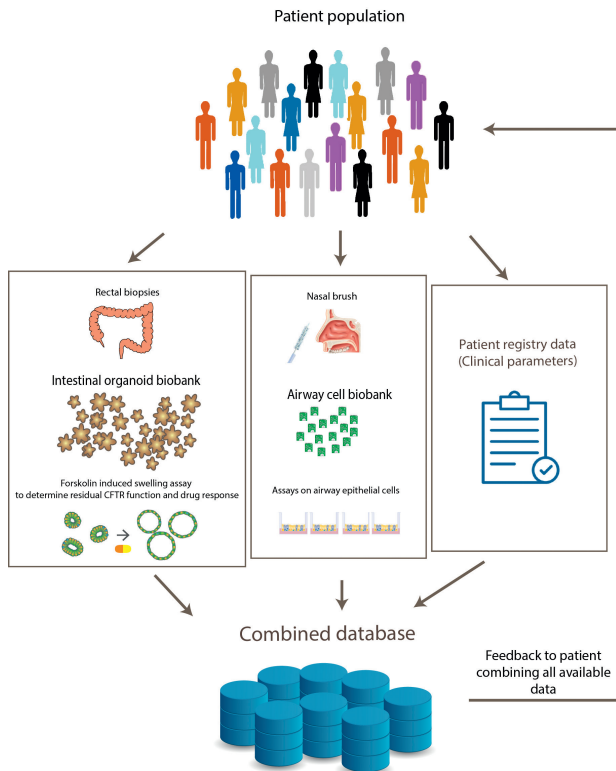 Patient population
Rectal biopsies
Intestinal organoid biobank
Forskolin induced swelling assay
to determine residual CFTR function and drug response
Nasal brush
Airway cell biobank
Assays on airway epithelial cells
Patient registry data
(Clinical parameters)
Combined database
Feedback to patient
combining all available
data